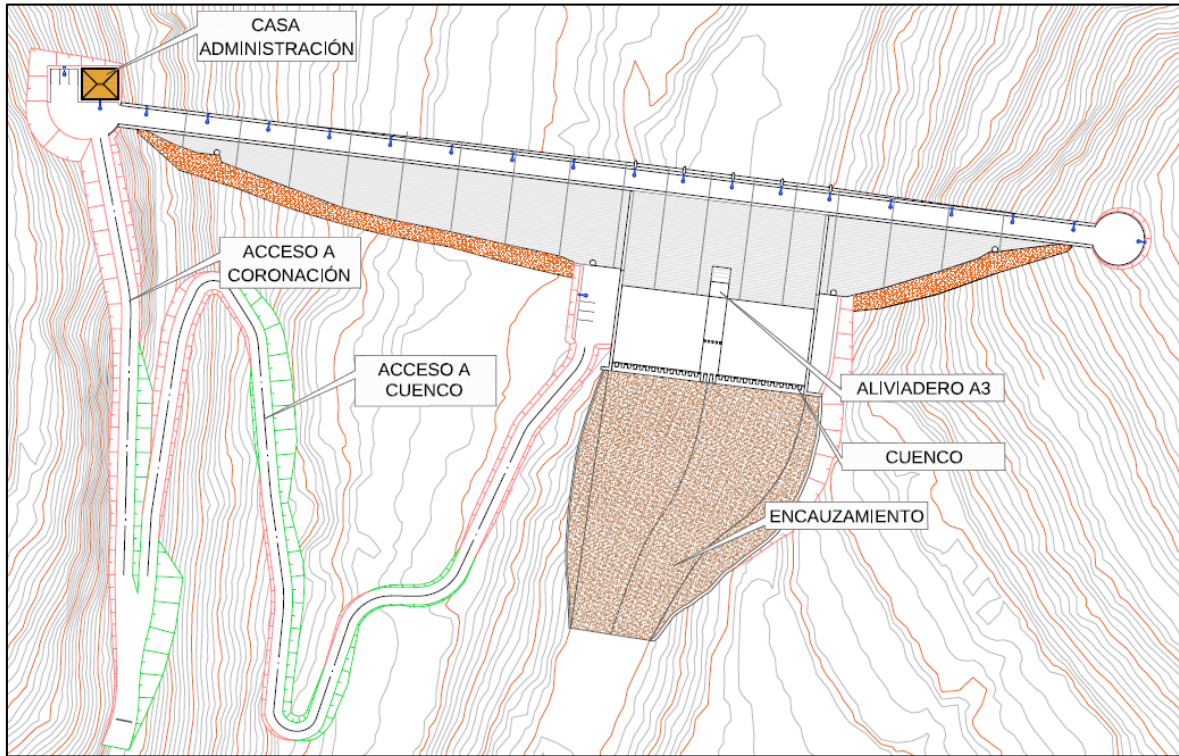 CASA
ADMINISTRACIÓN
ACCESO A
CORONACIÓN
ACCESO A
CUENCO
ALIVIADERO A3
CUENCO
ENCAUZAMIENTO